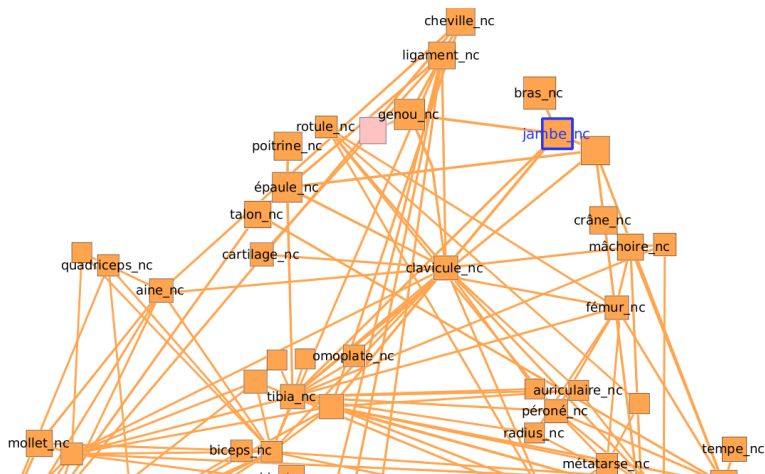 cheville_nc
ligament_nc
bras_nc
genou_nc
rotule_nc
jambe_nc
poitrine_nc
épaule_nc
talon_nc
crâne_nc
mâchoire_nc
cartilage_nc
quadriceps_nc
clavicule_nc
aine_nc
fémur_nc
omoplate_nc
auriculaire_nc
tibia_nc
péroné_nc
radius_nc
mollet_nc
biceps_nc
tempe_nc
métatarse_nc